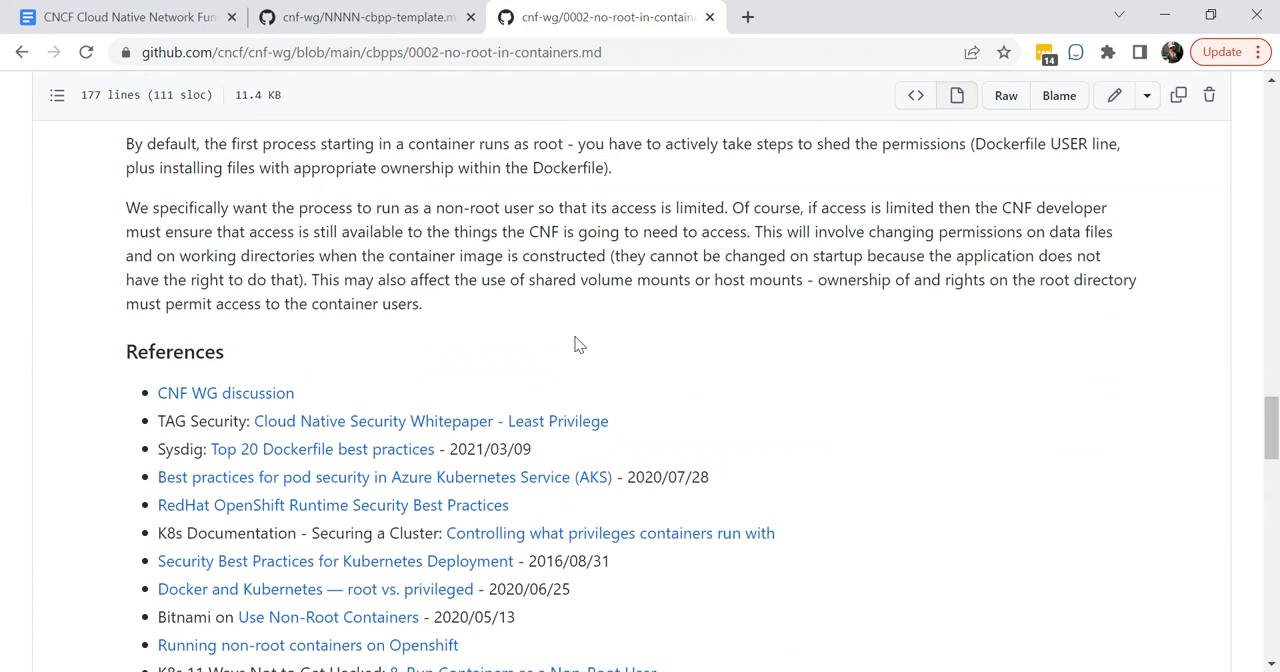 CNCF Cloud Native Network Fun
cnf-wg/NNNN-cbpp-template.m
cnf-wg/0002-no-root-in-contain
github.com/cncf/cnf-wg/blob/main/cbpps/0002-no-root-in-containers.md
14
Update
177 lines (111 sloc)
11.4 KB
Raw
Blame
By default, the first process starting in a container runs as root - you have to actively take steps to shed the permissions (Dockerfile USER line,
plus installing files with appropriate ownership within the Dockerfile).
We specifically want the process to run as a non-root user so that its access is limited. Of course, if access is limited then the CNF developer
must ensure that access is still available to the things the CNF is going to need to access. This will involve changing permissions on data files
and on working directories when the container image is constructed (they cannot be changed on startup because the application does not
have the right to do that). This may also affect the use of shared volume mounts or host mounts - ownership of and rights on the root directory
must permit access to the container users.
References
CNF WG discussion
TAG Security: Cloud Native Security Whitepaper - Least Privilege
Sysdig: Top 20 Dockerfile best practices - 2021/03/09
Best practices for pod security in Azure Kubernetes Service (AKS) - 2020/07/28
RedHat OpenShift Runtime Security Best Practices
K8s Documentation - Securing a Cluster: Controlling what privileges containers run with
Security Best Practices for Kubernetes Deployment - 2016/08/31
Docker and Kubernetes — root vs. privileged - 2020/06/25
Bitnami on Use Non-Root Containers - 2020/05/13
Running non-root containers on Openshift
K8s 11 Ways Not to Get Hacked: 8. Run Containers as a Non-Root User